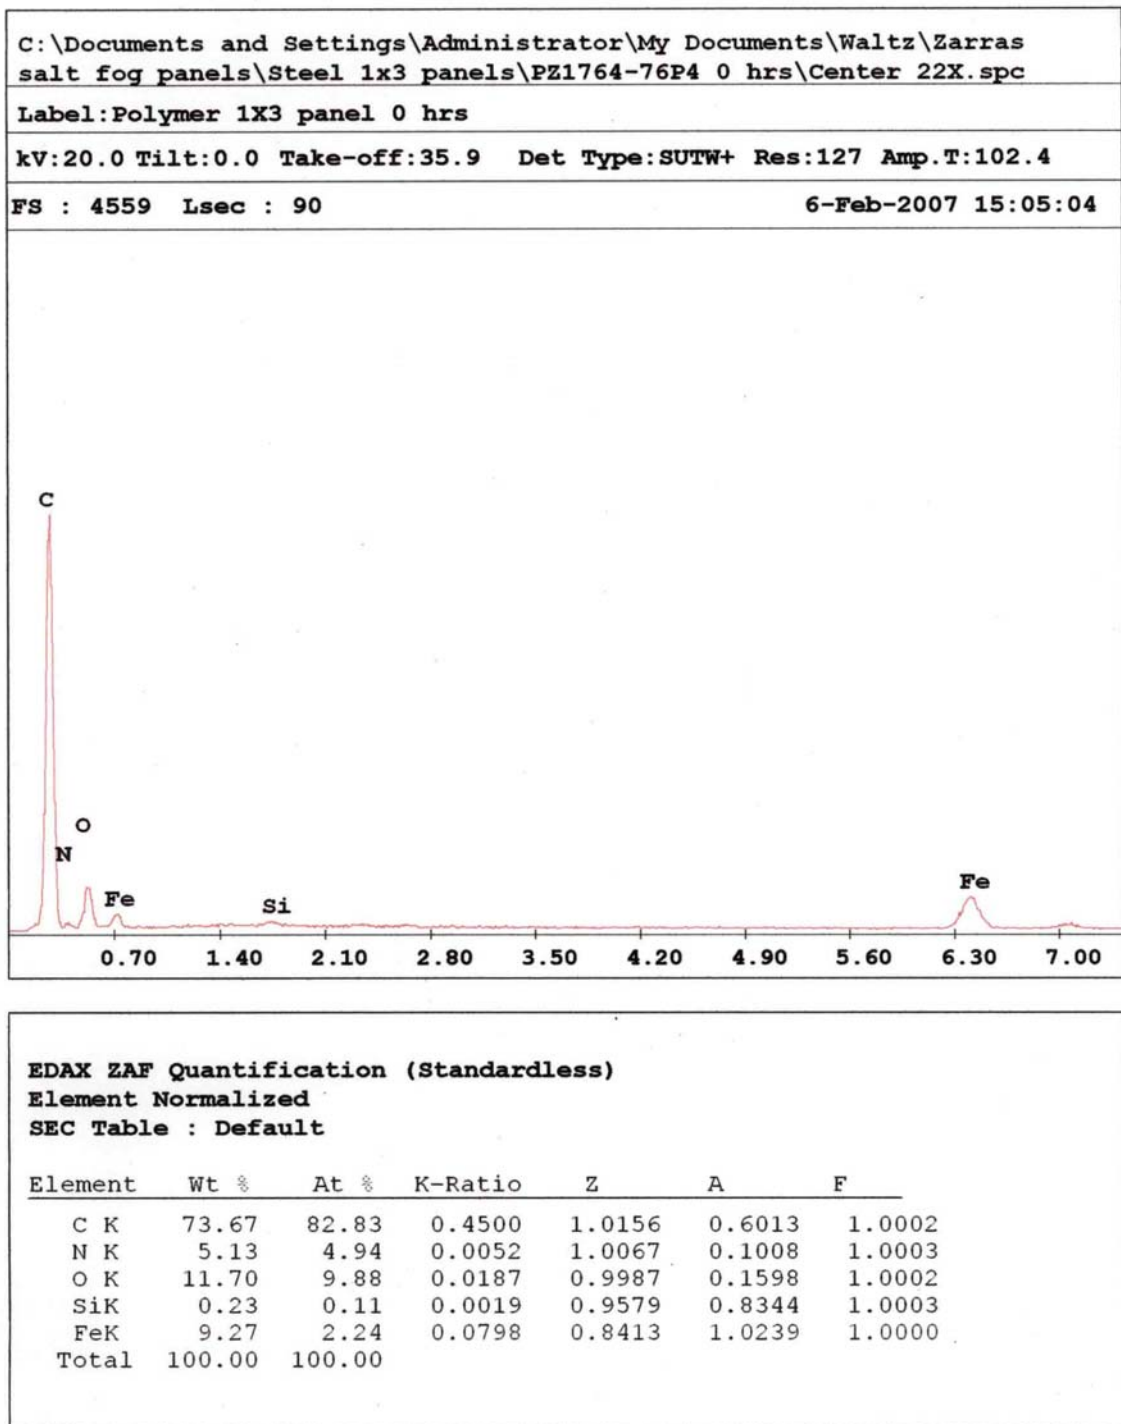 C:\Documents and Settings\Administrator\My Documents\Waltz\Zarras
salt fog panels\Steel 1x3 panels\PZ1764-76P4 0 hrs\Center 22X.spc
Label:Polymer 1X3 panel 0 hrs
kV:20.0 Tilt:0.0 Take-off:35.9 Det Type:SUTW+ Res:127 Amp.T:102.4
FS : 4559 Lsec : 90 6-Feb-2007 15:05:04
C
O
N
Fe
Si
Fe
0.70 1.40 2.10 2.80 3.50 4.20 4.90 5.60 6.30 7.00
EDAX ZAF Quantification (Standardless)
Element Normalized
SEC Table : Default
Element Wt % At % K-Ratio Z A F
C K 73.67 82.83 0.4500 1.0156 0.6013 1.0002
N K 5.13 4.94 0.0052 1.0067 0.1008 1.0003
O K 11.70 9.88 0.0187 0.9987 0.1598 1.0002
SiK 0.23 0.11 0.0019 0.9579 0.8344 1.0003
FeK 9.27 2.24 0.0798 0.8413 1.0239 1.0000
Total 100.00 100.00